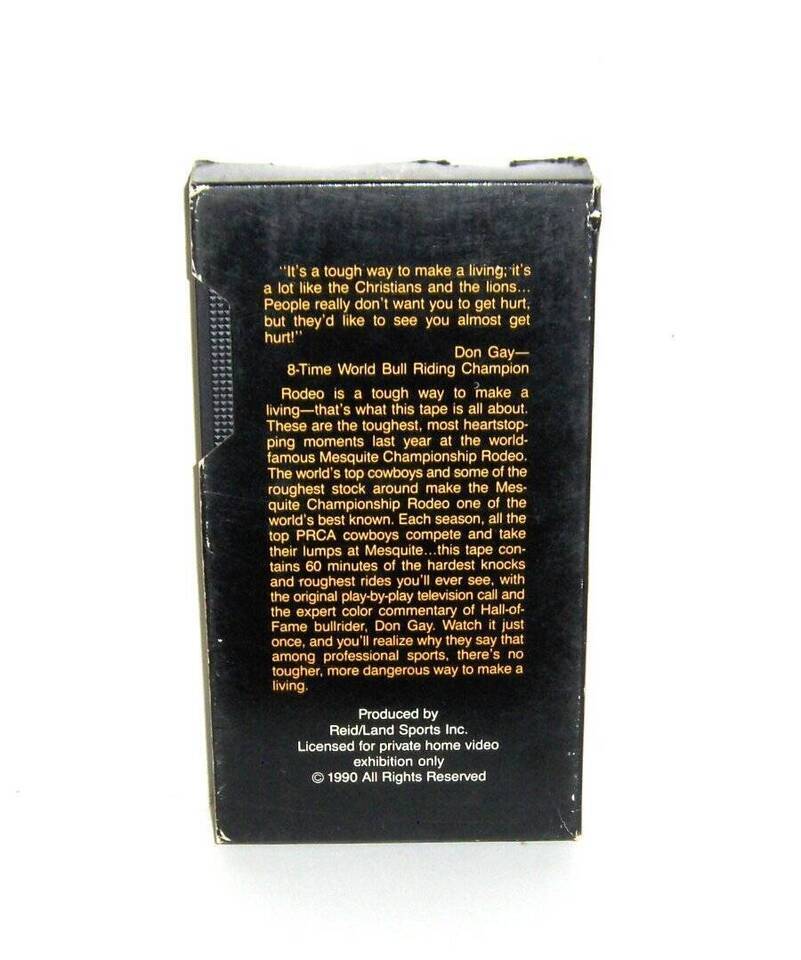 "It's a tough way to make a living; it's
a lot like the Christians and the lions...
People really don't want you to get hurt,
but they'd like to see you almost get
hurt!"
Don Gay—
8-Time World Bull Riding Champion
Rodeo is a tough way to make a
living—that's what this tape is all about.
These are the toughest, most heartstop-
ping moments last year at the world-
famous Mesquite Championship Rodeo.
The world's top cowboys and some of the
roughest stock around make the Mes-
quite Championship Rodeo one of the
world's best known. Each season, all the
top PRCA cowboys compete and take
their lumps at Mesquite...this tape con-
tains 60 minutes of the hardest knocks
and roughest rides you'll ever see, with
the original play-by-play television call and
the expert color commentary of Hall-of-
Fame bullrider, Don Gay. Watch it just
once, and you'll realize why they say that
among professional sports, there's no
tougher, more dangerous way to make a
living.
Produced by
Reid/Land Sports Inc.
Licensed for private home video
exhibition only
© 1990 All Rights Reserved